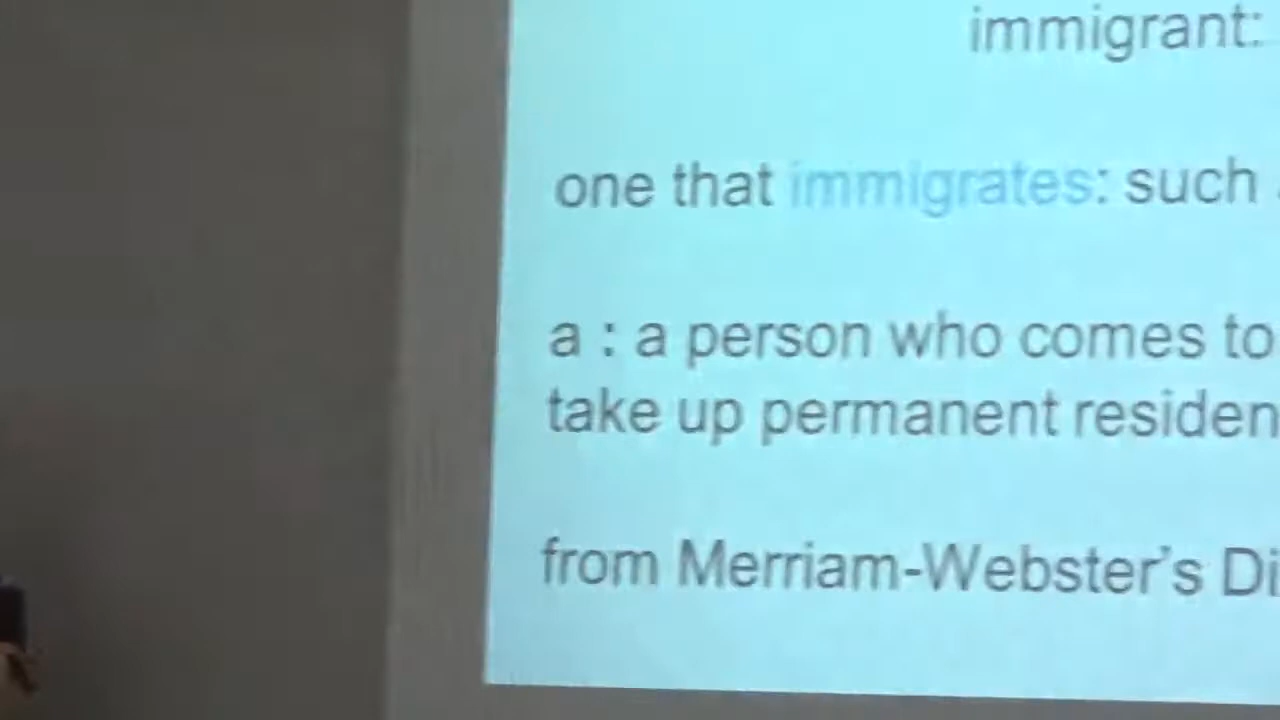 immigrant:
one that immigrates: such
a : a person who comes to
take up permanent residen
from Merriam-Webster's Di